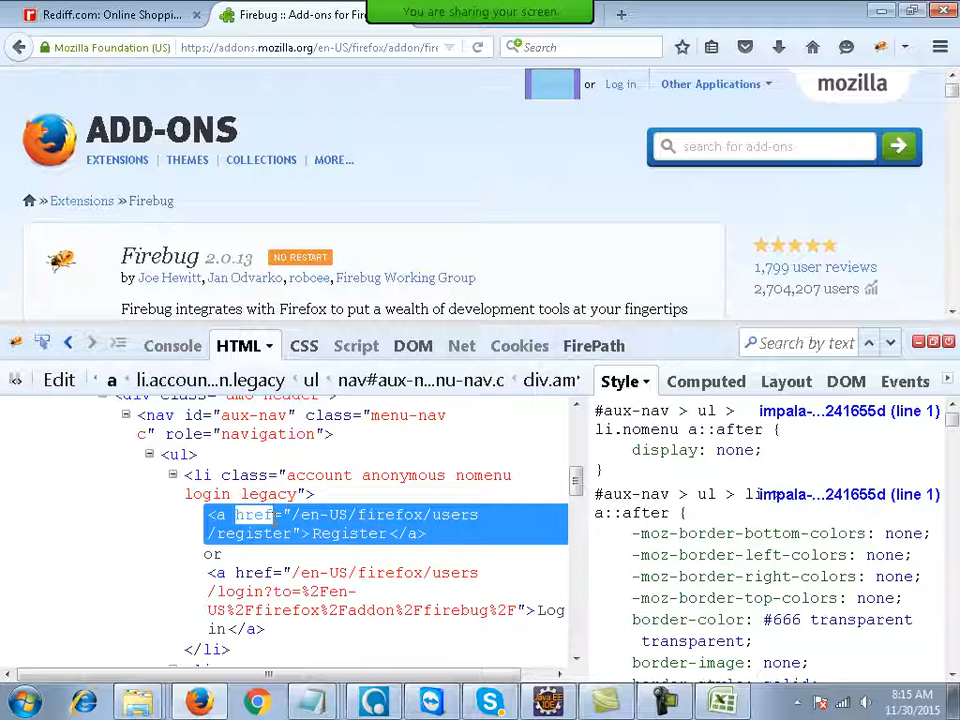 Rediff.com: Online Shoppi...
Firebug :: Add-ons for Fire
You are sharing your screen.
Mozilla Foundation (US)
https://addons.mozilla.org/en-US/firefox/addon/fire
Search
or
Log in
Other Applications
mozilla
ADD-ONS
EXTENSIONS | THEMES | COLLECTIONS | MORE...
search for add-ons
» Extensions » Firebug
Firebug 2.0.13 NO RESTART
by Joe Hewitt, Jan Odvarko, robcee, Firebug Working Group
Firebug integrates with Firefox to put a wealth of development tools at your fingertips
1,799 user reviews
2,704,207 users
Console HTML CSS Script DOM Net Cookies FirePath
Search by text
Edit a li.accoun...n.legacy ul nav#aux-n...nu-nav.c div.am
Style Computed Layout DOM Events
<nav id="aux-nav" class="menu-nav
c" role="navigation">
<ul>
<li class="account anonymous nomenu
login legacy">
<a href="/en-US/firefox/users
/register">Register</a>
or
<a href="/en-US/firefox/users
/login?to=%2Fen-
US%2Ffirefox%2Faddon%2Ffirebug%2F">Log
in</a>
</li>
#aux-nav > ul > impala-...241655d (line 1)
li.nomenu a::after {
display: none;
}
#aux-nav > ul > li impala-...241655d (line 1)
a::after {
-moz-border-bottom-colors: none;
-moz-border-left-colors: none;
-moz-border-right-colors: none;
-moz-border-top-colors: none;
border-color: #666 transparent
transparent;
border-image: none;
8:15 AM
11/30/2015